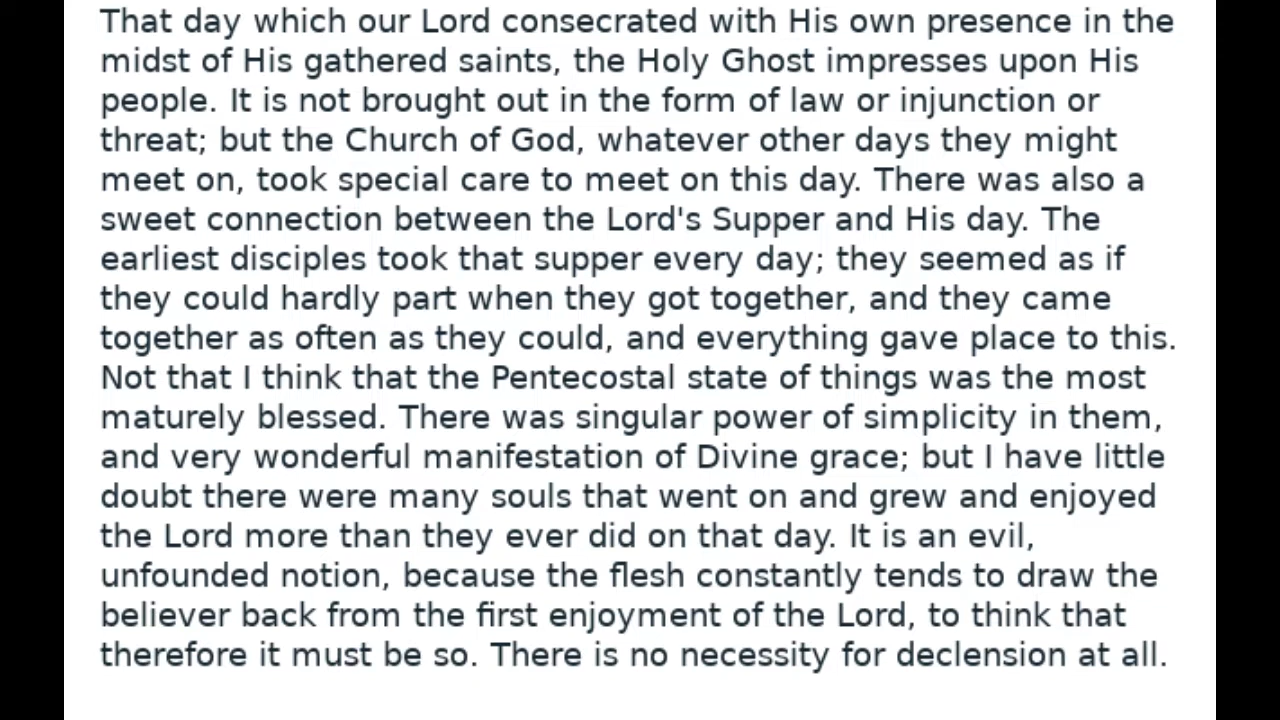 That day which our Lord consecrated with His own presence in the
midst of His gathered saints, the Holy Ghost impresses upon His
people. It is not brought out in the form of law or injunction or
threat; but the Church of God, whatever other days they might
meet on, took special care to meet on this day. There was also a
sweet connection between the Lord's Supper and His day. The
earliest disciples took that supper every day; they seemed as if
they could hardly part when they got together, and they came
together as often as they could, and everything gave place to this.
Not that I think that the Pentecostal state of things was the most
maturely blessed. There was singular power of simplicity in them,
and very wonderful manifestation of Divine grace; but I have little
doubt there were many souls that went on and grew and enjoyed
the Lord more than they ever did on that day. It is an evil,
unfounded notion, because the flesh constantly tends to draw the
believer back from the first enjoyment of the Lord, to think that
therefore it must be so. There is no necessity for declension at all.